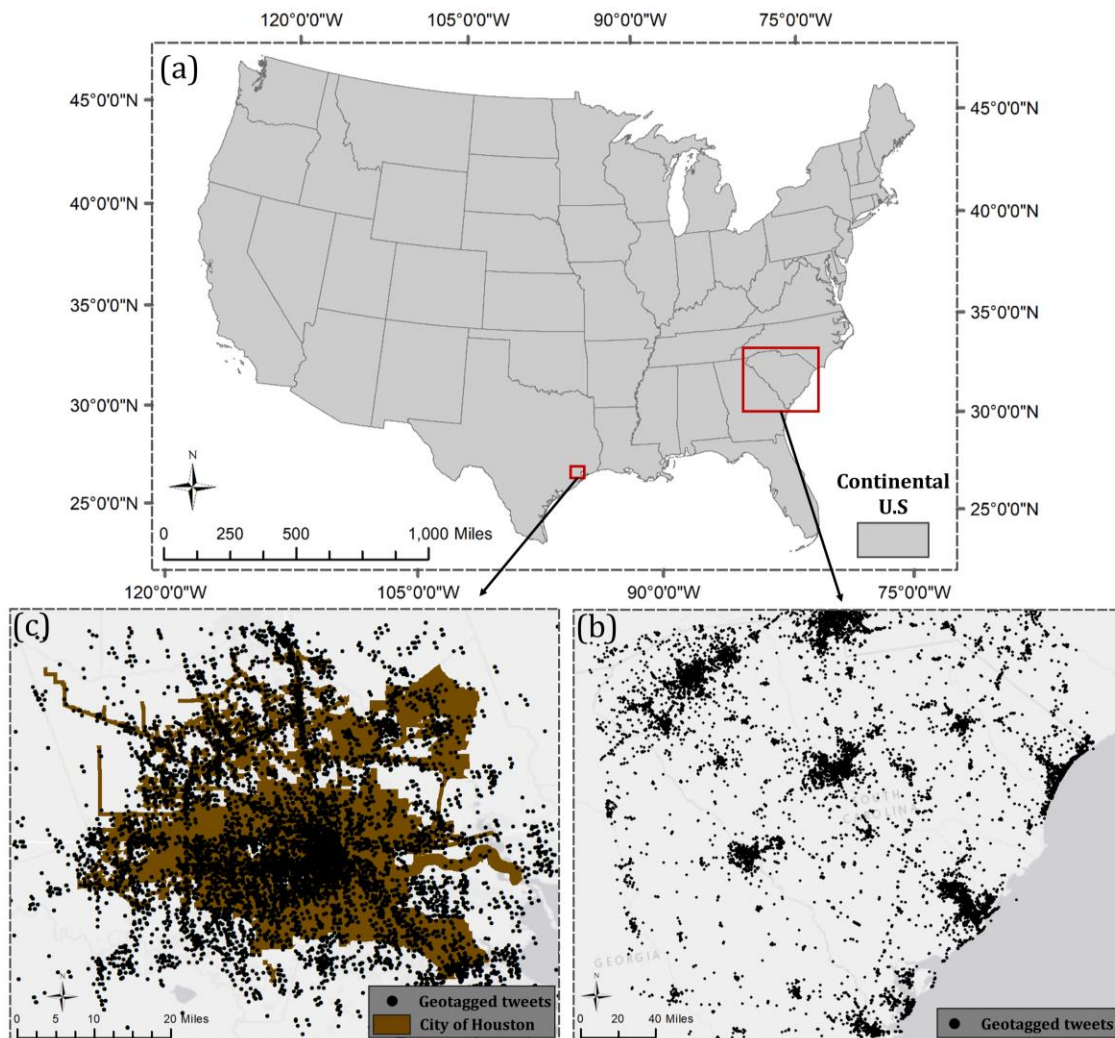 120°0'0"W 105°0'0"W 90°0'0"W 75°0'0"W
(a)
45°0'0"N 45°0'0"N
40°0'0"N 40°0'0"N
35°0'0"N 35°0'0"N
30°0'0"N 30°0'0"N
25°0'0"N 25°0'0"N
N
Continental
U.S
0 250 500 1,000 Miles
120°0'0"W 105°0'0"W 90°0'0"W 75°0'0"W
(c)
N
Geotagged tweets
City of Houston
0 5 10 20 Miles
(b)
SOUTH
CAROLINA
GEORGIA
N
0 20 40 Miles
Geotagged tweets